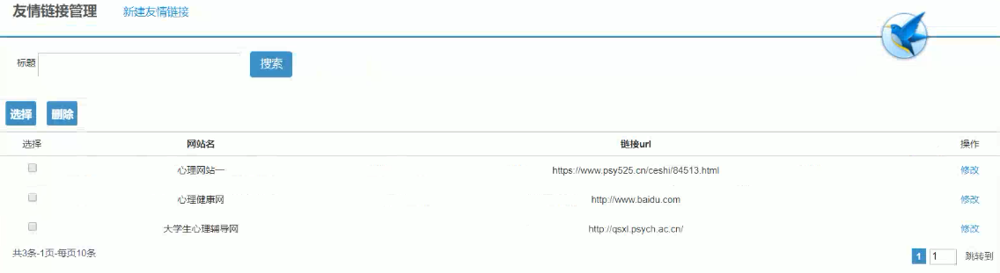 友情链接管理 新建友情链接
标题 搜索
选择 删除
选择 网站名 链接url 操作
心理网站一 https://www.psy525.cn/ceshi/84513.html 修改
心理健康网 http://www.baidu.com 修改
大学生心理辅导网 http://qsxl.psych.ac.cn/ 修改
共3条-1页-每页10条 1 1 跳转到